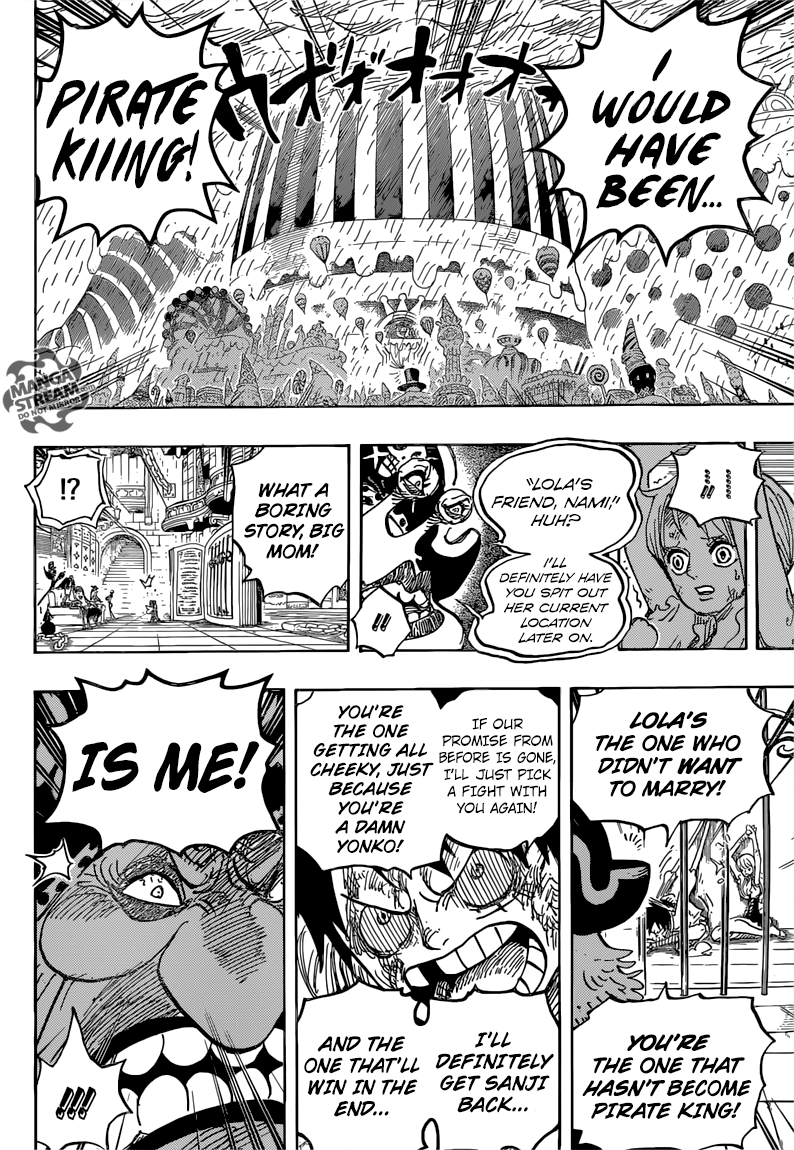 I
WOULD
HAVE
BEEN...
PIRATE
KIIING!
MANGA
STREAM
DO NOT MIRROR
!! !!
"LOLA'S
FRIEND, NAMI,"
HUH?
I'LL
DEFINITELY HAVE
YOU SPIT OUT
HER CURRENT
LOCATION
LATER ON.
!!
WHAT A
BORING
STORY, BIG
MOM!
!?
LOLA'S
THE ONE WHO
DIDN'T WANT
TO MARRY!
YOU'RE
THE ONE THAT
HASN'T BECOME
PIRATE KING!
IF OUR
PROMISE FROM
BEFORE IS GONE,
I'LL JUST PICK
A FIGHT WITH
YOU AGAIN!
YOU'RE
THE ONE
GETTING ALL
CHEEKY, JUST
BECAUSE
YOU'RE
A DAMN
YONKO!
I'LL
DEFINITELY
GET SANJI
BACK...
AND THE
ONE THAT'LL
WIN IN THE
END...
IS ME!
!!!